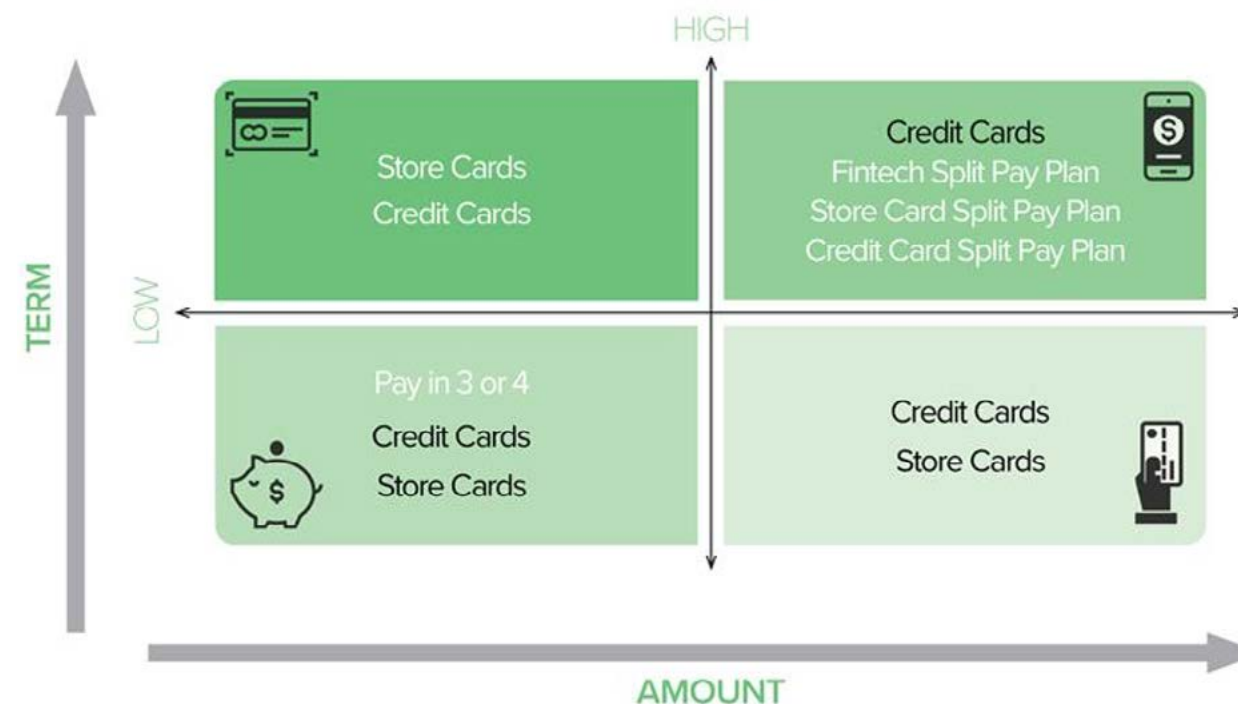 HIGH
Store Cards
Credit Cards
Credit Cards
Fintech Split Pay Plan
Store Card Split Pay Plan
Credit Card Split Pay Plan
TERM
LOW
Pay in 3 or 4
Credit Cards
Store Cards
Credit Cards
Store Cards
AMOUNT